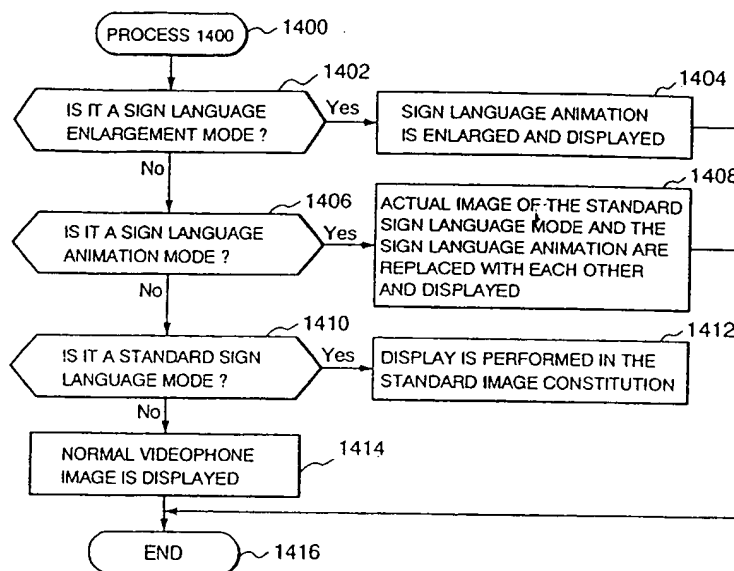 PROCESS 1400
1400
1402
IS IT A SIGN LANGUAGE
ENLARGEMENT MODE ?
Yes
1404
SIGN LANGUAGE ANIMATION
IS ENLARGED AND DISPLAYED
No
1406
IS IT A SIGN LANGUAGE
ANIMATION MODE ?
Yes
1408
ACTUAL IMAGE OF THE STANDARD
SIGN LANGUAGE MODE AND THE
SIGN LANGUAGE ANIMATION ARE
REPLACED WITH EACH OTHER
AND DISPLAYED
No
1410
IS IT A STANDARD SIGN
LANGUAGE MODE ?
Yes
1412
DISPLAY IS PERFORMED IN THE
STANDARD IMAGE CONSTITUTION
No
NORMAL VIDEOPHONE
IMAGE IS DISPLAYED
1414
END
1416